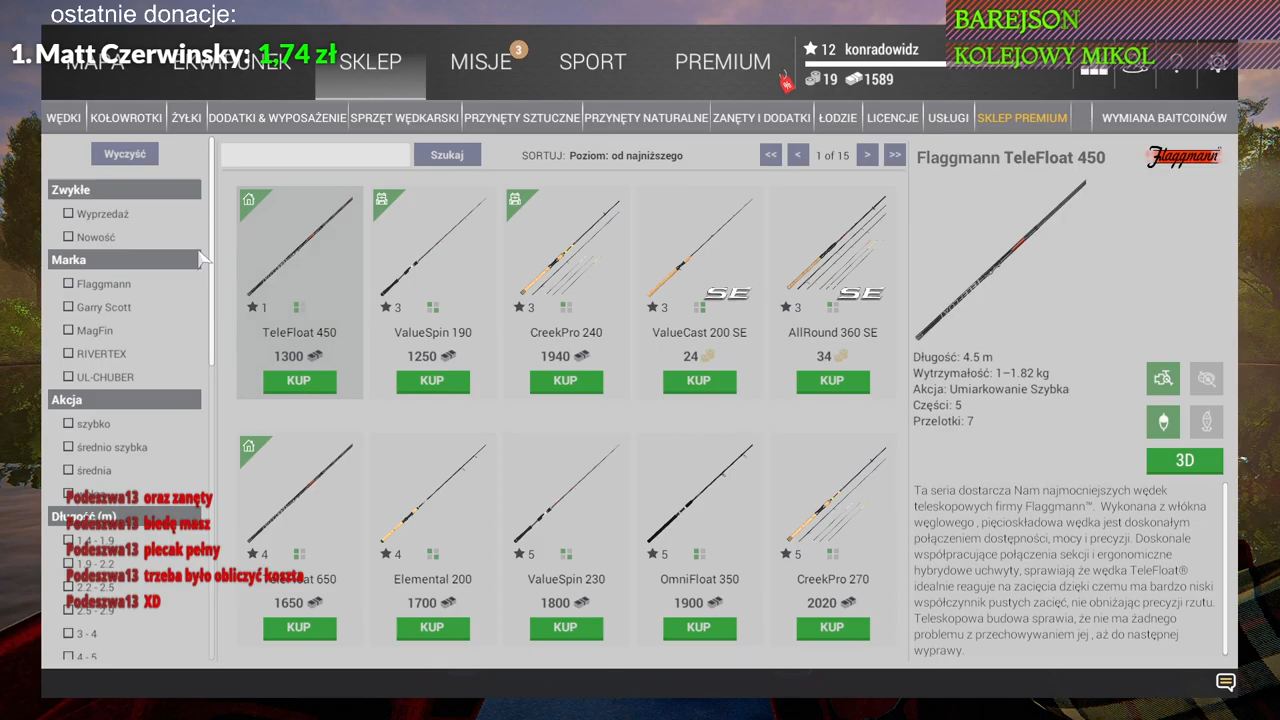 ostatnie donacje:
BAREJSON
1. Matt Czerwinsky: 1,74 zł
KOLEJOWY MIKOL
MAPA EKWIPUNEK SKLEP MISJE 3 SPORT PREMIUM
12 konradowidz
19 1589
WĘDKI KOŁOWROTKI ŻYŁKI DODATKI & WYPOSAŻENIE SPRZĘT WĘDKARSKI PRZYNĘTY SZTUCZNE PRZYNĘTY NATURALNE ZANĘTY I DODATKI ŁODZIE LICENCJE USŁUGI SKLEP PREMIUM WYMIANA BAITCOINÓW
Wyczyść
Szukaj
SORTUJ: Poziom: od najniższego
<< < 1 of 15 > >>
Zwykłe
Wyprzedaż
Nowość
Marka
Flaggmann
Garry Scott
MagFin
RIVERTEX
UL-CHUBER
Akcja
szybko
średnio szybka
średnia
Długość (m)
1.4 - 1.9
1.9 - 2.2
2.2 - 2.5
2.5 - 2.9
3 - 4
4 - 5
Podeszwa13 oraz zanęty
Podeszwa13 biedę masz
Podeszwa13 plecak pełny
Podeszwa13 trzeba było obliczyć koszta
Podeszwa13 XD
1 3 3 SE 3 SE 3
TeleFloat 450 ValueSpin 190 CreekPro 240 ValueCast 200 SE AllRound 360 SE
1300 1250 1940 24 34
KUP KUP KUP KUP KUP
4 4 5 5 5
TeleFloat 650 Elemental 200 ValueSpin 230 OmniFloat 350 CreekPro 270
1650 1700 1800 1900 2020
KUP KUP KUP KUP KUP
Flaggmann TeleFloat 450
Flaggmann
Długość: 4.5 m
Wytrzymałość: 1–1.82 kg
Akcja: Umiarkowanie Szybka
Części: 5
Przelotki: 7
3D
Ta seria dostarcza Nam najmocniejszych wędek
teleskopowych firmy Flaggmann™. Wykonana z włókna
węglowego , pięcioskładowa wędka jest doskonałym
połączeniem dostępności, mocy i precyzji. Doskonale
współpracujące połączenia sekcji i ergonomiczne
hybrydowe uchwyty, sprawiają że wędka TeleFloat®
idealnie reaguje na zacięcia dzięki czemu ma bardzo niski
współczynnik pustych zacięć, nie obniżając precyzji rzutu.
Teleskopowa budowa sprawia, że nie ma żadnego
problemu z przechowywaniem jej , aż do następnej
wyprawy.